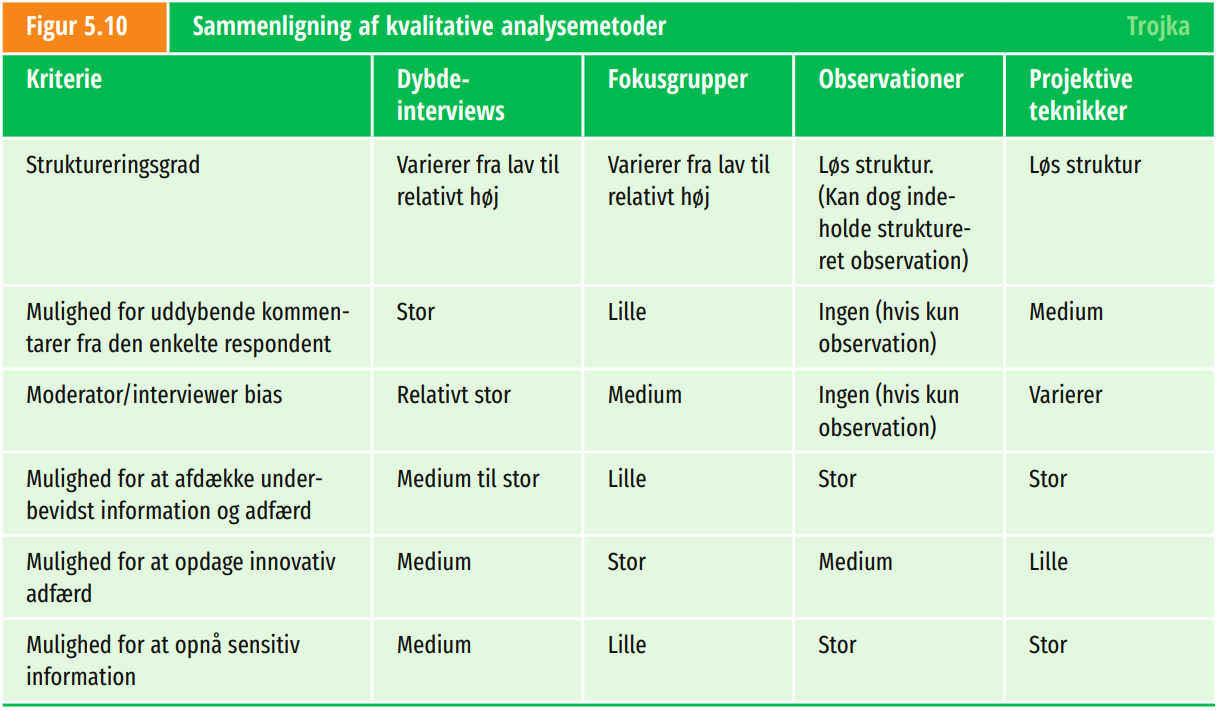 Figur 5.10 Sammenligning af kvalitative analysemetoder Trojka
Kriterie
Dybde-
interviews
Fokusgrupper
Observationer
Projektive
teknikker
Struktureringsgrad
Varierer fra lav til
relativt høj
Varierer fra lav til
relativt høj
Løs struktur.
(Kan dog inde-
holde strukture-
ret observation)
Løs struktur
Mulighed for uddybende kommen-
tarer fra den enkelte respondent
Stor
Lille
Ingen (hvis kun
observation)
Medium
Moderator/interviewer bias
Relativt stor
Medium
Ingen (hvis kun
observation)
Varierer
Mulighed for at afdække under-
bevidst information og adfærd
Medium til stor
Lille
Stor
Stor
Mulighed for at opdage innovativ
adfærd
Medium
Stor
Medium
Lille
Mulighed for at opnå sensitiv
information
Medium
Lille
Stor
Stor